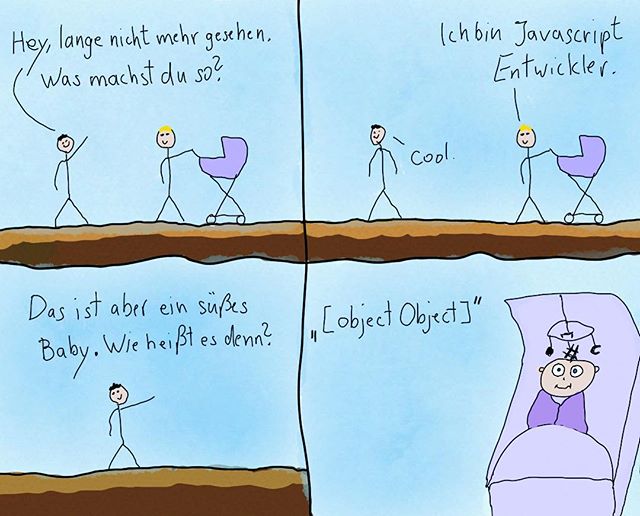 Hey, lange nicht mehr gesehen.
Was machst du so?
Ich bin Javascript
Entwickler.
cool.
Das ist aber ein süßes
Baby. Wie heißt es denn?
„[object Object]“